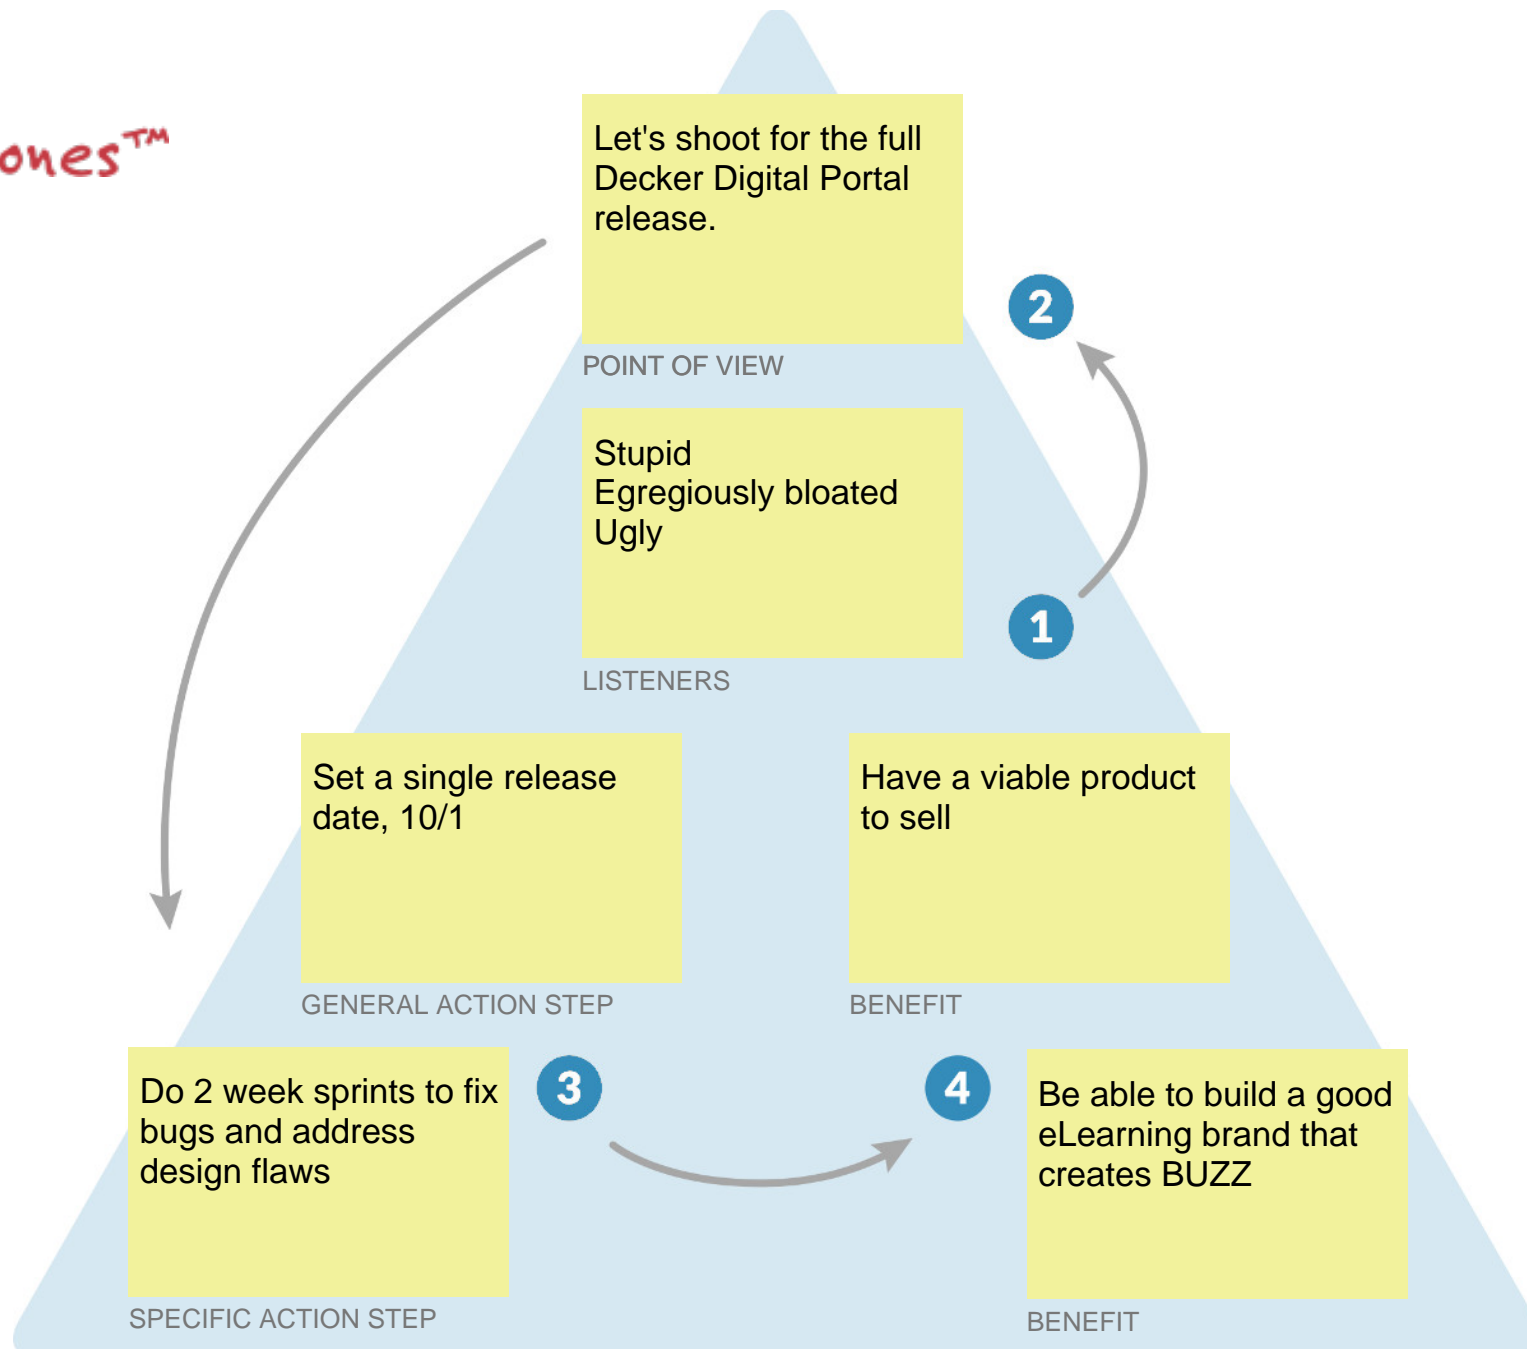 ones™
Let's shoot for the full
Decker Digital Portal
release.
2
POINT OF VIEW
Stupid
Egregiously bloated
Ugly
1
LISTENERS
Set a single release
date, 10/1
GENERAL ACTION STEP
Have a viable product
to sell
BENEFIT
Do 2 week sprints to fix
bugs and address
design flaws
SPECIFIC ACTION STEP
3
4
Be able to build a good
eLearning brand that
creates BUZZ
BENEFIT